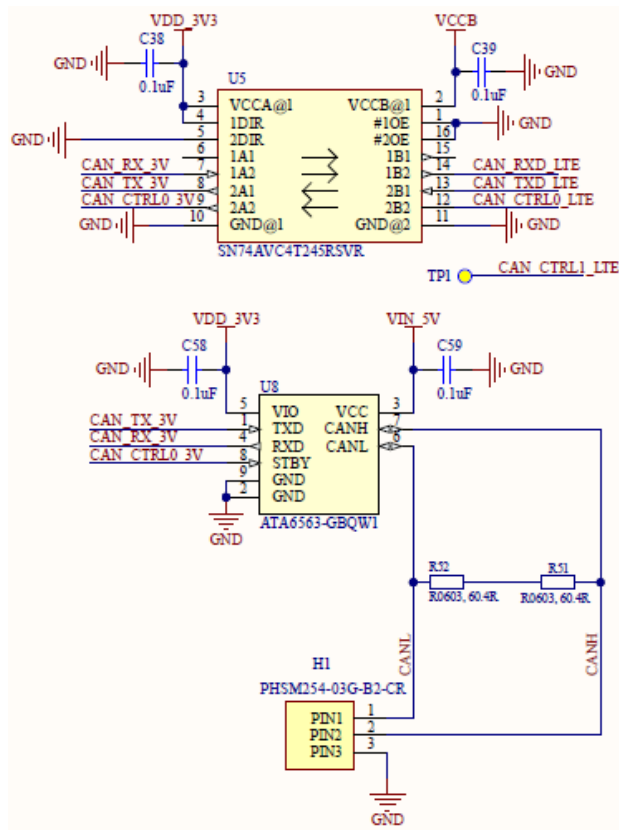 VDD_3V3 VCCB
C38 C39
GND GND
0.1uF U5 0.1uF
3 VCCA@1 VCCB@1 2
4 1DIR #1OE 1 GND
GND 5 2DIR #2OE 16
6 1A1 1B1 15
CAN_RX_3V 7 1A2 1B2 14 CAN_RXD_LTE
CAN_TX_3V 8 2A1 2B1 13 CAN_TXD_LTE
CAN_CTRL0_3V 9 2A2 2B2 12 CAN_CTRL0_LTE
GND 10 GND@1 GND@2 11 GND
SN74AVC4T245RSVR
TP1 CAN_CTRL1_LTE
VDD_3V3 VIN_5V
C58 C59
GND GND
0.1uF U8 0.1uF
5 VIO VCC 3
CAN_TX_3V 1 TXD CANH 7
CAN_RX_3V 4 RXD CANL 6
CAN_CTRL0_3V 8 STBY
9 GND
2 GND
ATA6563-GBQW1
GND
R52 R51
R0603, 60.4R R0603, 60.4R
CANL CANH
H1
PHSM254-03G-B2-CR
PIN1 1
PIN2 2
PIN3 3
GND